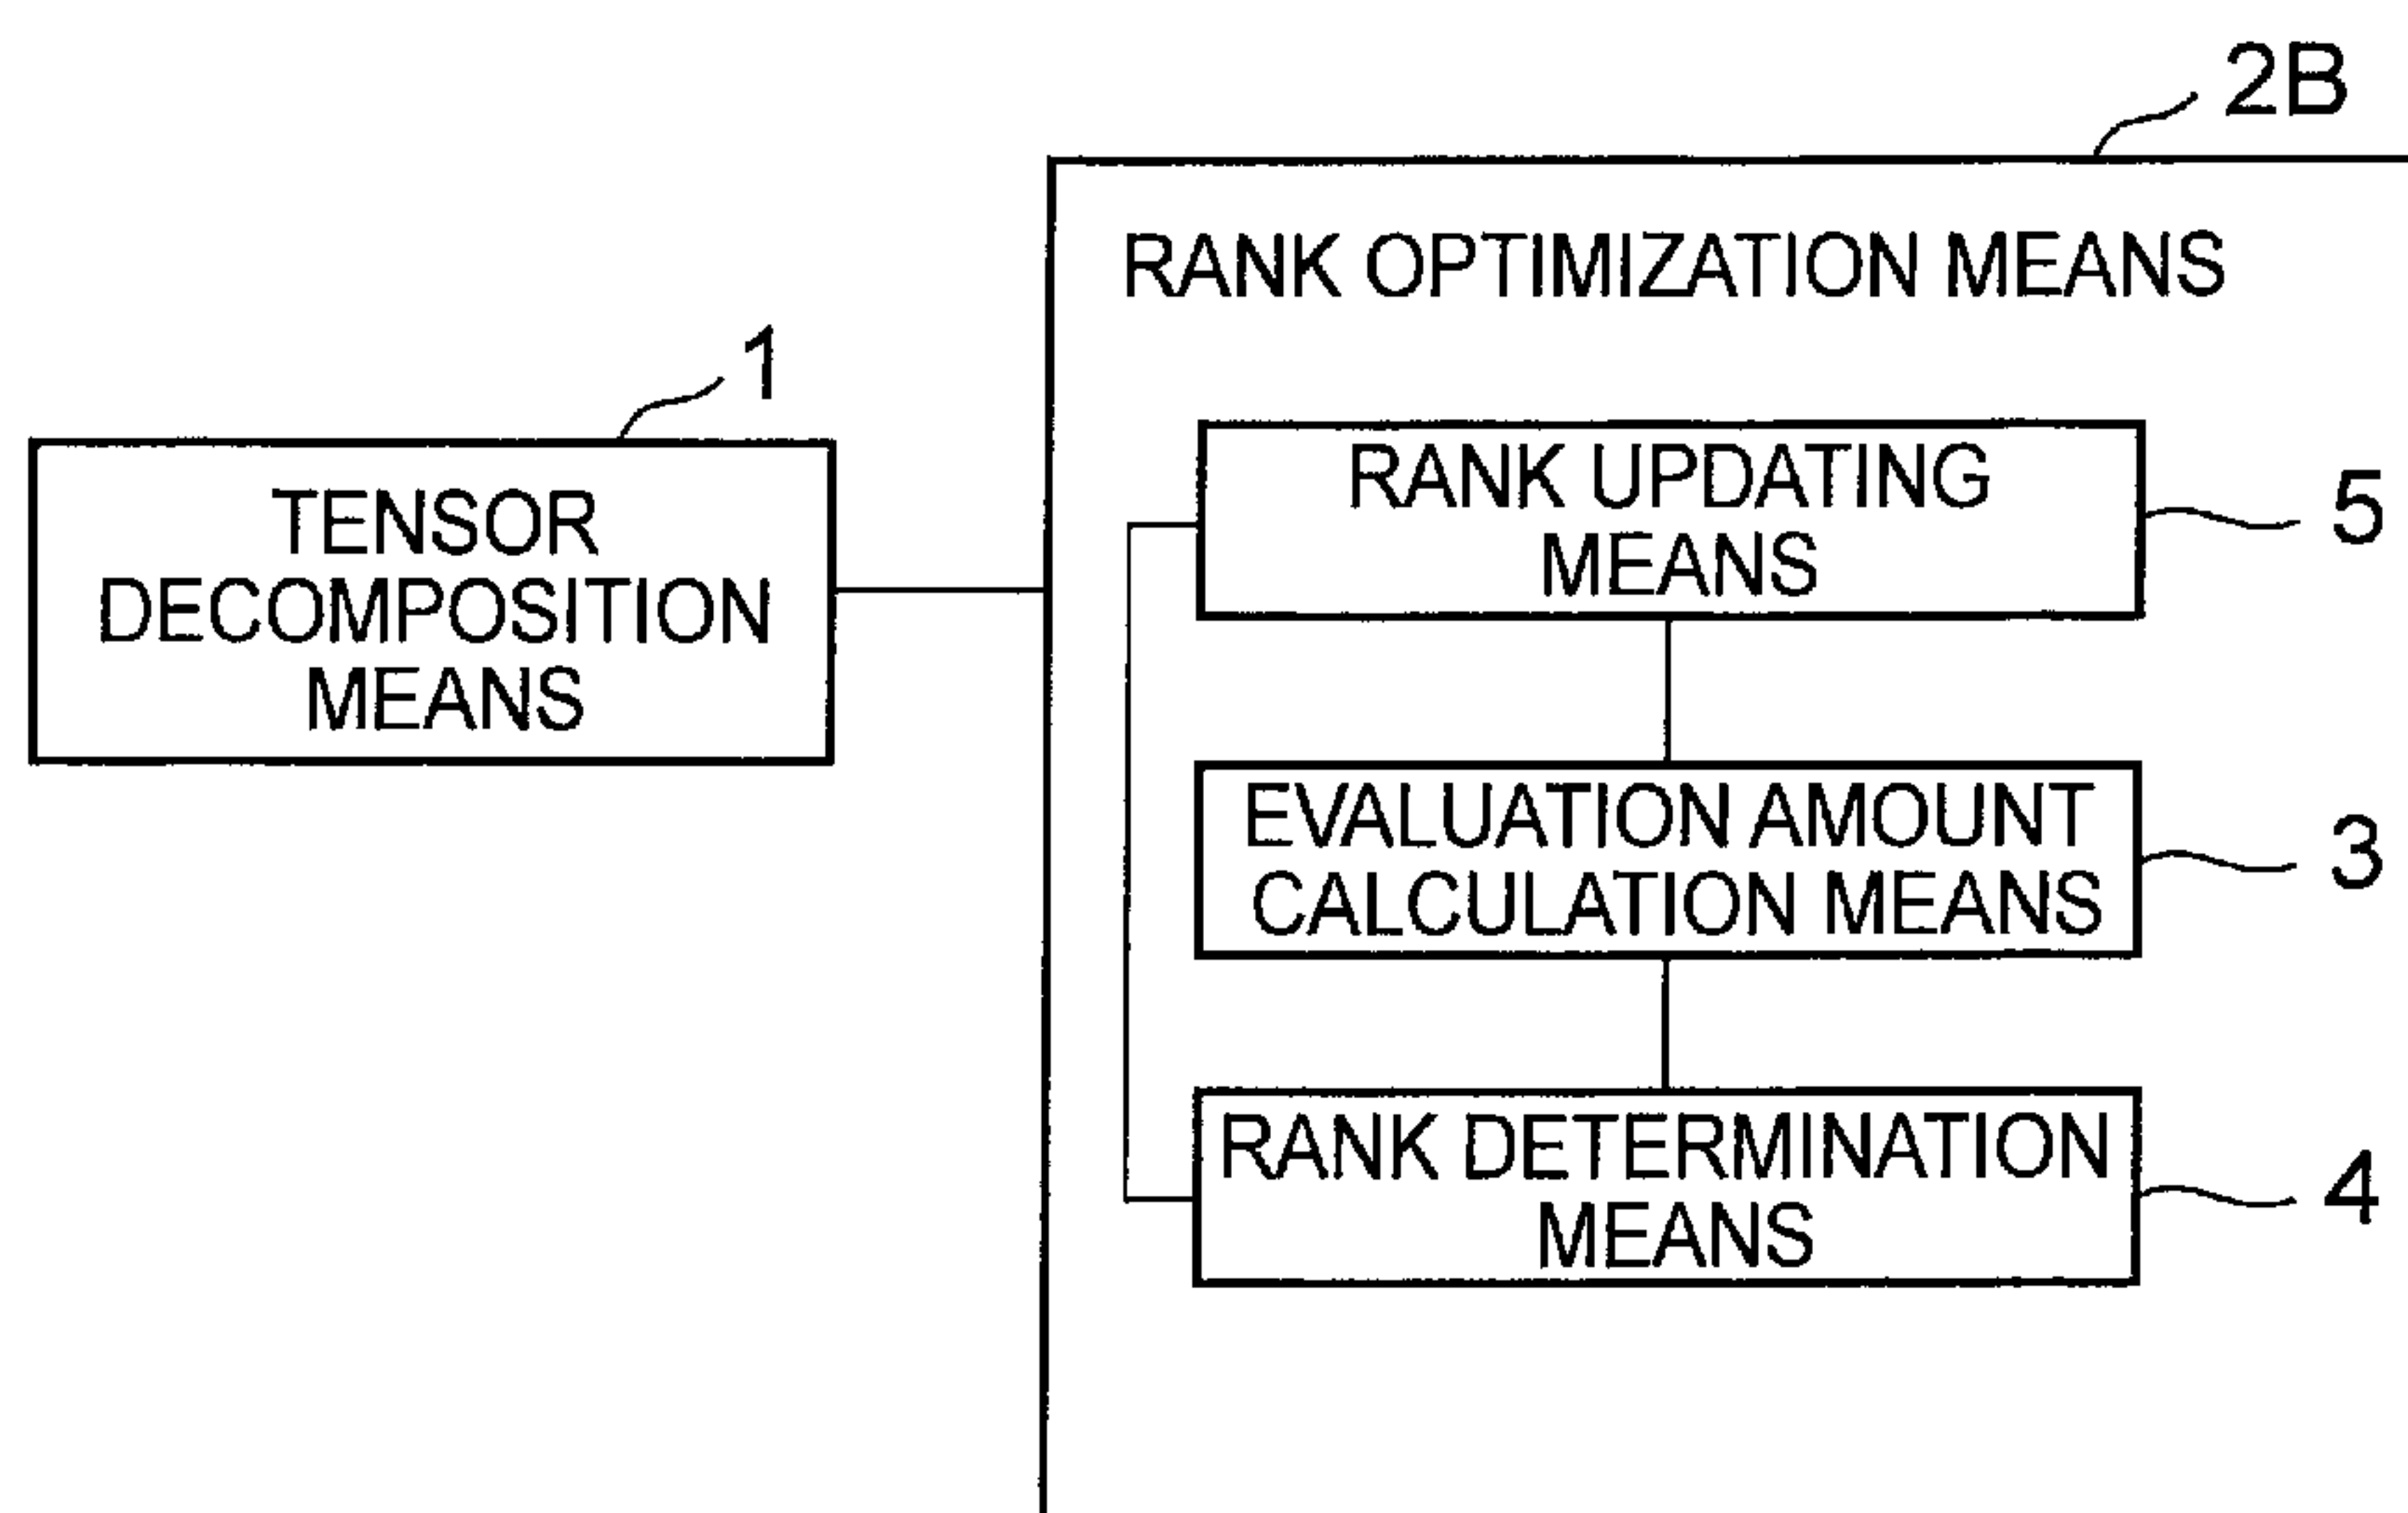 2B
RANK OPTIMIZATION MEANS
1
TENSOR
DECOMPOSITION
MEANS
RANK UPDATING
MEANS
5
EVALUATION AMOUNT
CALCULATION MEANS
3
RANK DETERMINATION
MEANS
4